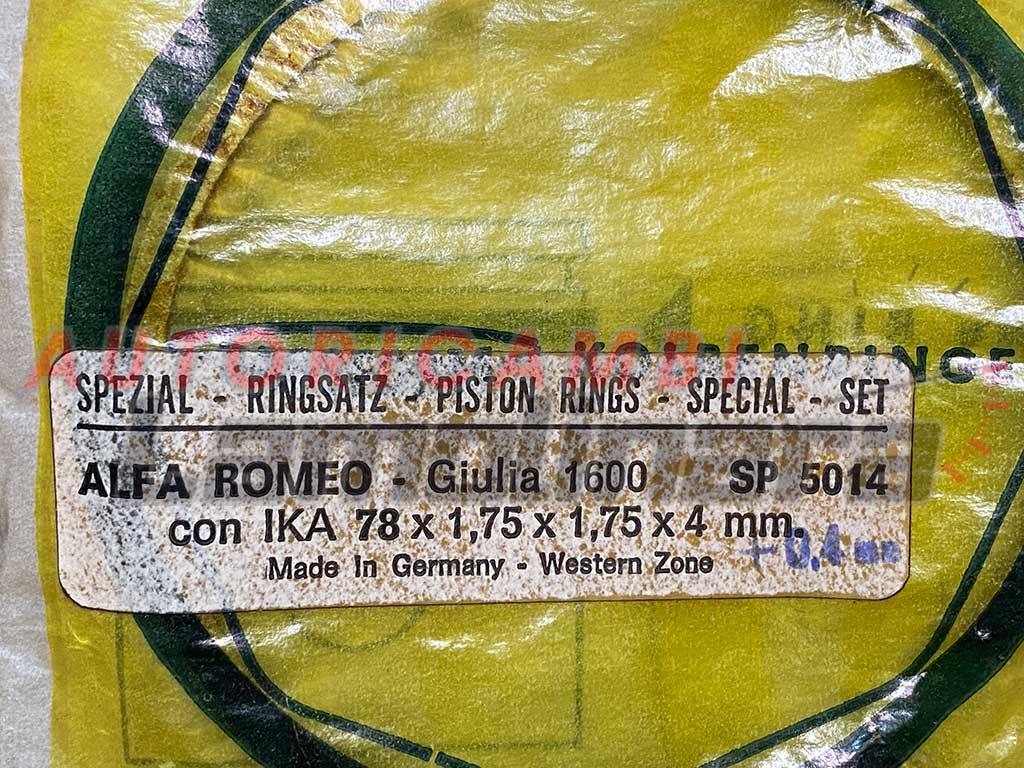 AUTORICAMBI
SPEZIAL - RINGSATZ - PISTON RINGS - SPECIAL - SET
ALFA ROMEO - Giulia 1600 SP 5014
con IKA 78 x 1,75 x 1,75 x 4 mm.
+ 0,4 mm
Made in Germany - Western Zone